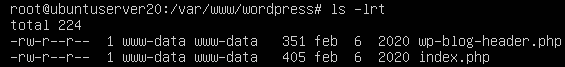 root@ubuntuserver20:/var/www/wordpress# ls -lrt
total 224
-rw-r--r--  1 www-data www-data   351 feb  6  2020 wp-blog-header.php
-rw-r--r--  1 www-data www-data   405 feb  6  2020 index.php